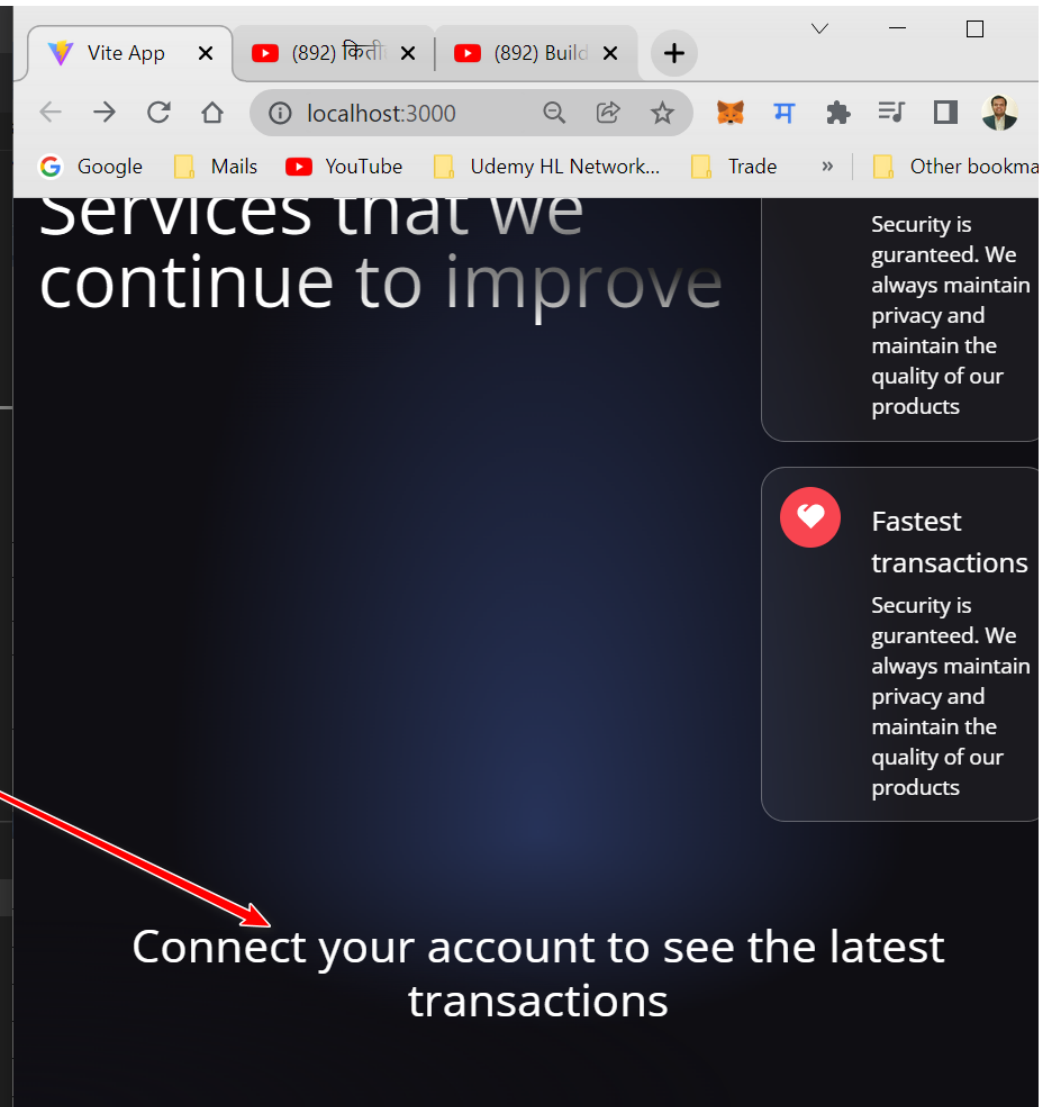 Vite App
(892) किती
(892) Build
localhost:3000
म
Google Mails YouTube Udemy HL Network... Trade » Other bookma
Services that we
continue to improve
Security is
guranteed. We
always maintain
privacy and
maintain the
quality of our
products
Fastest
transactions
Security is
guranteed. We
always maintain
privacy and
maintain the
quality of our
products
Connect your account to see the latest
transactions